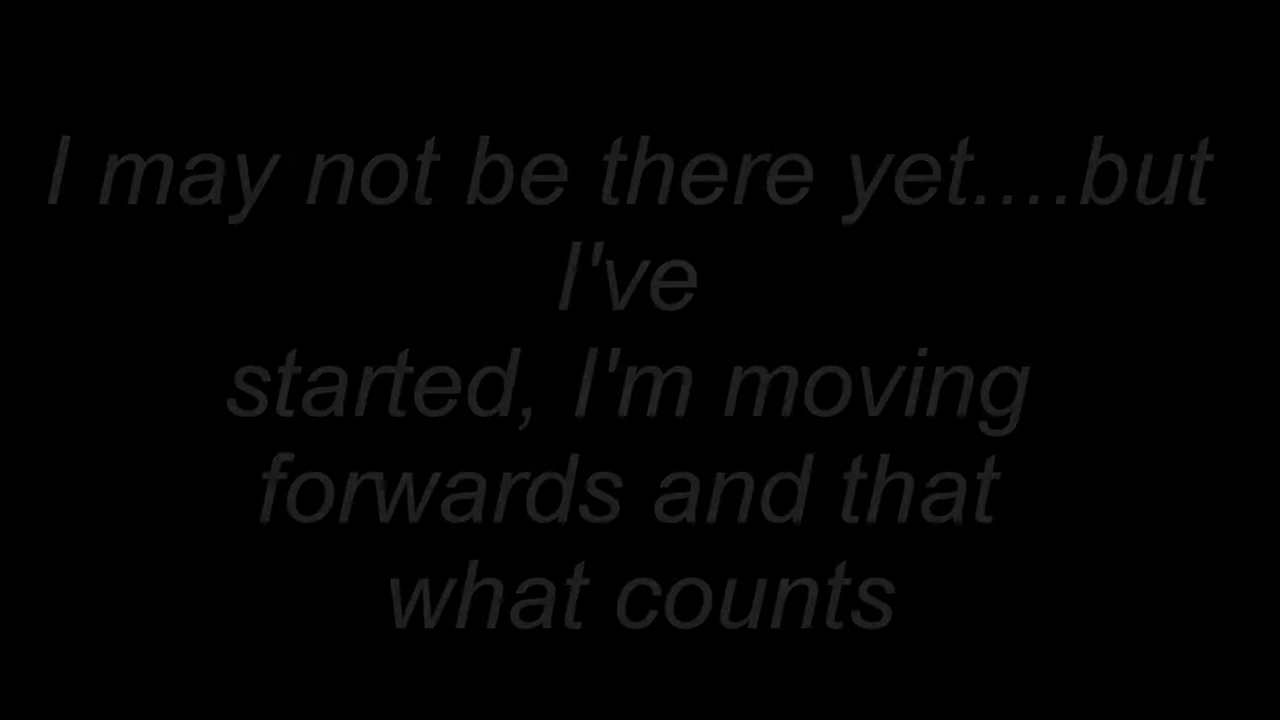 I may not be there yet....but
I've
started, I'm moving
forwards and that
what counts